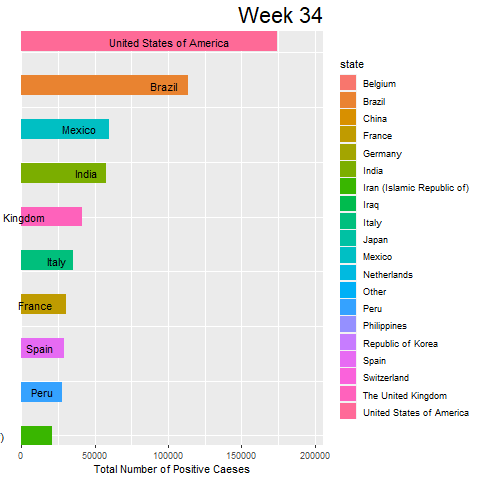 Week 34
United States of America
Brazil
Mexico
India
Kingdom
Italy
France
Spain
Peru
)
0
50000
100000
150000
200000
Total Number of Positive Caeses
state
Belgium
Brazil
China
France
Germany
India
Iran (Islamic Republic of)
Iraq
Italy
Japan
Mexico
Netherlands
Other
Peru
Philippines
Republic of Korea
Spain
Switzerland
The United Kingdom
United States of America